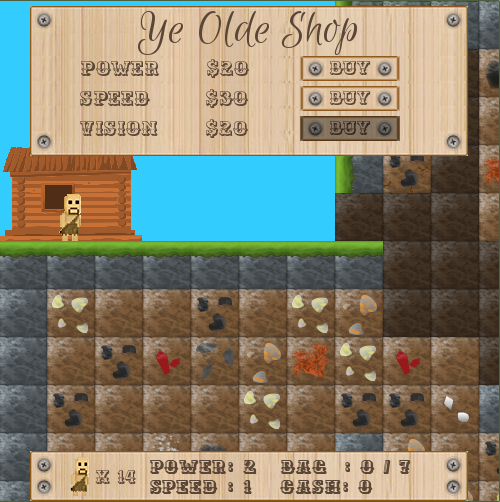 Ye Olde Shop
POWER $20 BUY
SPEED $30 BUY
VISION $20 BUY
X 14 POWER: 2 BAG : 0 / 7
SPEED : 1 CASH: 0